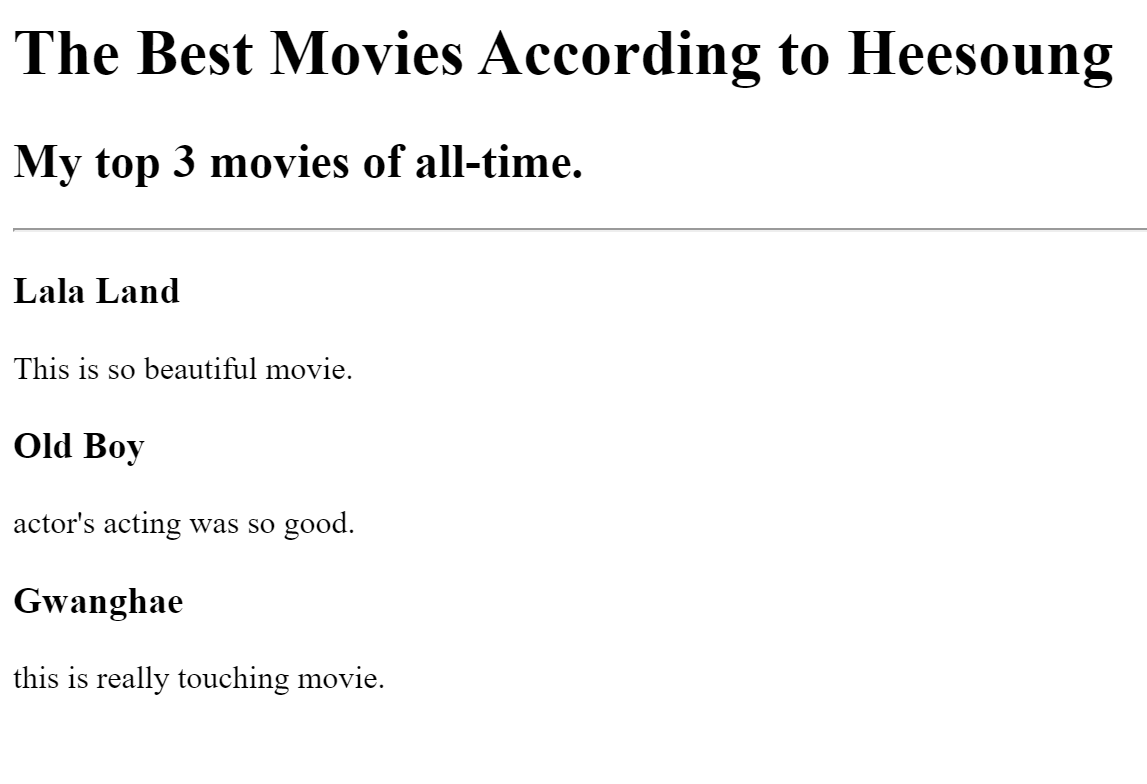 The Best Movies According to Heesoung
My top 3 movies of all-time.
Lala Land
This is so beautiful movie.
Old Boy
actor's acting was so good.
Gwanghae
this is really touching movie.